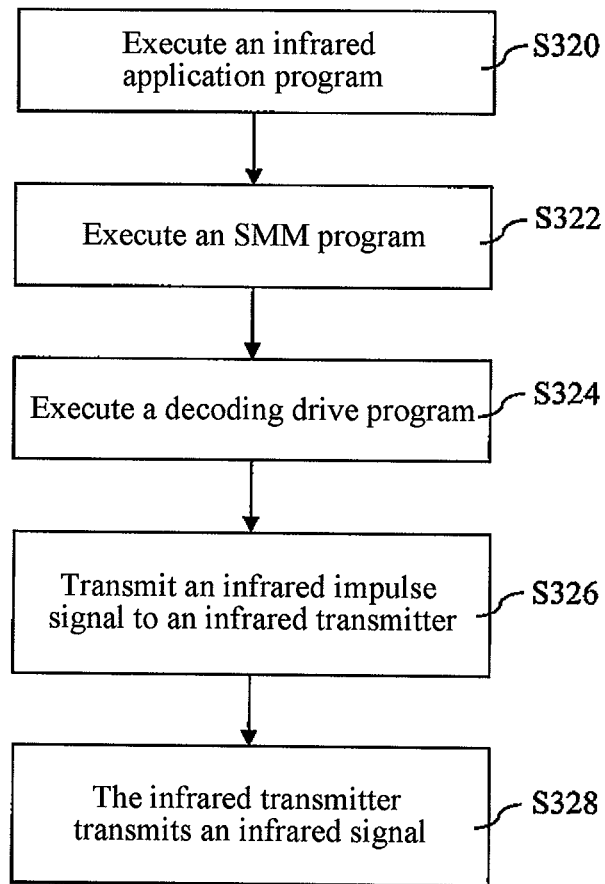 Execute an infrared
application program
S320
Execute an SMM program
S322
Execute a decoding drive program
S324
Transmit an infrared impulse
signal to an infrared transmitter
S326
The infrared transmitter
transmits an infrared signal
S328